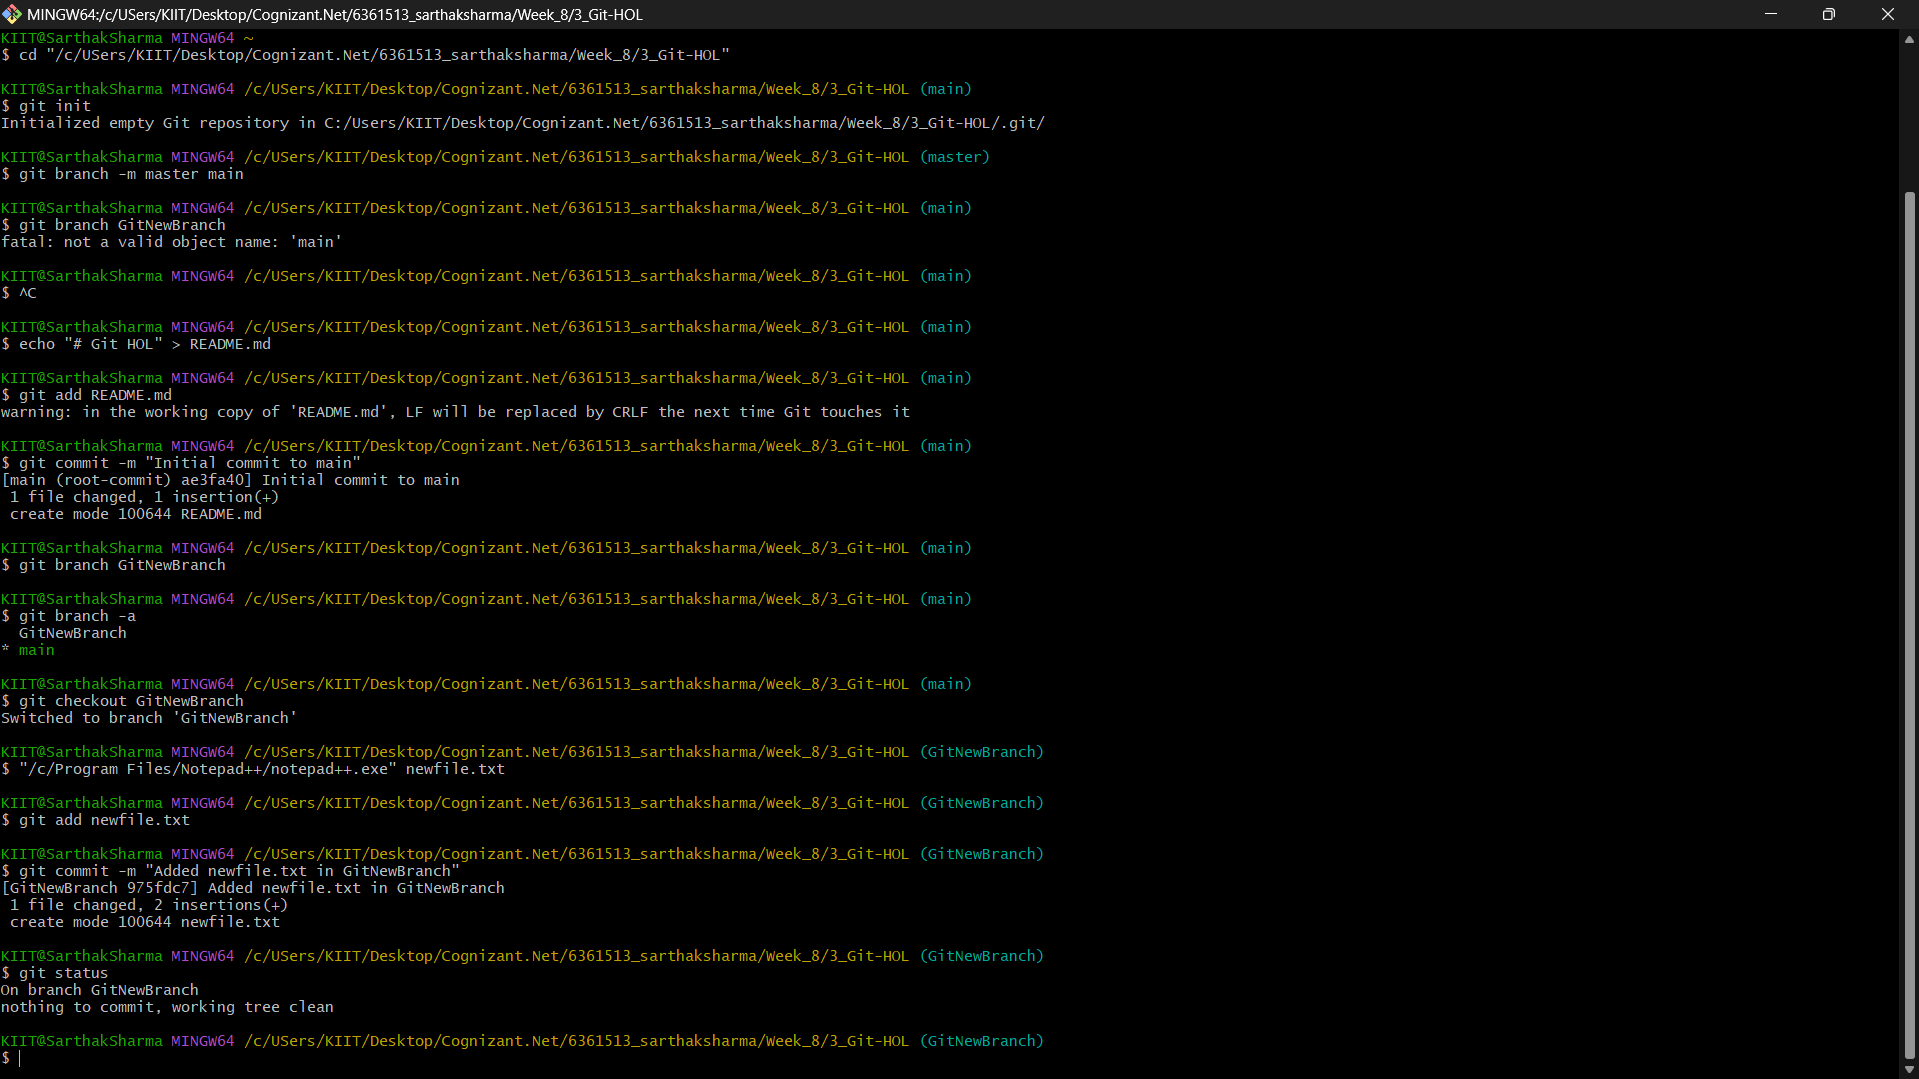 MINGW64:/c/USers/KIIT/Desktop/Cognizant.Net/6361513_sarthaksharma/Week_8/3_Git-HOL
KIIT@SarthakSharma MINGW64 ~
$ cd "/c/USers/KIIT/Desktop/Cognizant.Net/6361513_sarthaksharma/Week_8/3_Git-HOL"
KIIT@SarthakSharma MINGW64 /c/USers/KIIT/Desktop/Cognizant.Net/6361513_sarthaksharma/Week_8/3_Git-HOL (main)
$ git init
Initialized empty Git repository in C:/Users/KIIT/Desktop/Cognizant.Net/6361513_sarthaksharma/Week_8/3_Git-HOL/.git/
KIIT@SarthakSharma MINGW64 /c/USers/KIIT/Desktop/Cognizant.Net/6361513_sarthaksharma/Week_8/3_Git-HOL (master)
$ git branch -m master main
KIIT@SarthakSharma MINGW64 /c/USers/KIIT/Desktop/Cognizant.Net/6361513_sarthaksharma/Week_8/3_Git-HOL (main)
$ git branch GitNewBranch
fatal: not a valid object name: 'main'
KIIT@SarthakSharma MINGW64 /c/USers/KIIT/Desktop/Cognizant.Net/6361513_sarthaksharma/Week_8/3_Git-HOL (main)
$ ^C
KIIT@SarthakSharma MINGW64 /c/USers/KIIT/Desktop/Cognizant.Net/6361513_sarthaksharma/Week_8/3_Git-HOL (main)
$ echo "# Git HOL" > README.md
KIIT@SarthakSharma MINGW64 /c/USers/KIIT/Desktop/Cognizant.Net/6361513_sarthaksharma/Week_8/3_Git-HOL (main)
$ git add README.md
warning: in the working copy of 'README.md', LF will be replaced by CRLF the next time Git touches it
KIIT@SarthakSharma MINGW64 /c/USers/KIIT/Desktop/Cognizant.Net/6361513_sarthaksharma/Week_8/3_Git-HOL (main)
$ git commit -m "Initial commit to main"
[main (root-commit) ae3fa40] Initial commit to main
 1 file changed, 1 insertion(+)
 create mode 100644 README.md
KIIT@SarthakSharma MINGW64 /c/USers/KIIT/Desktop/Cognizant.Net/6361513_sarthaksharma/Week_8/3_Git-HOL (main)
$ git branch GitNewBranch
KIIT@SarthakSharma MINGW64 /c/USers/KIIT/Desktop/Cognizant.Net/6361513_sarthaksharma/Week_8/3_Git-HOL (main)
$ git branch -a
  GitNewBranch
* main
KIIT@SarthakSharma MINGW64 /c/USers/KIIT/Desktop/Cognizant.Net/6361513_sarthaksharma/Week_8/3_Git-HOL (main)
$ git checkout GitNewBranch
Switched to branch 'GitNewBranch'
KIIT@SarthakSharma MINGW64 /c/USers/KIIT/Desktop/Cognizant.Net/6361513_sarthaksharma/Week_8/3_Git-HOL (GitNewBranch)
$ "/c/Program Files/Notepad++/notepad++.exe" newfile.txt
KIIT@SarthakSharma MINGW64 /c/USers/KIIT/Desktop/Cognizant.Net/6361513_sarthaksharma/Week_8/3_Git-HOL (GitNewBranch)
$ git add newfile.txt
KIIT@SarthakSharma MINGW64 /c/USers/KIIT/Desktop/Cognizant.Net/6361513_sarthaksharma/Week_8/3_Git-HOL (GitNewBranch)
$ git commit -m "Added newfile.txt in GitNewBranch"
[GitNewBranch 975fdc7] Added newfile.txt in GitNewBranch
 1 file changed, 2 insertions(+)
 create mode 100644 newfile.txt
KIIT@SarthakSharma MINGW64 /c/USers/KIIT/Desktop/Cognizant.Net/6361513_sarthaksharma/Week_8/3_Git-HOL (GitNewBranch)
$ git status
On branch GitNewBranch
nothing to commit, working tree clean
KIIT@SarthakSharma MINGW64 /c/USers/KIIT/Desktop/Cognizant.Net/6361513_sarthaksharma/Week_8/3_Git-HOL (GitNewBranch)
$